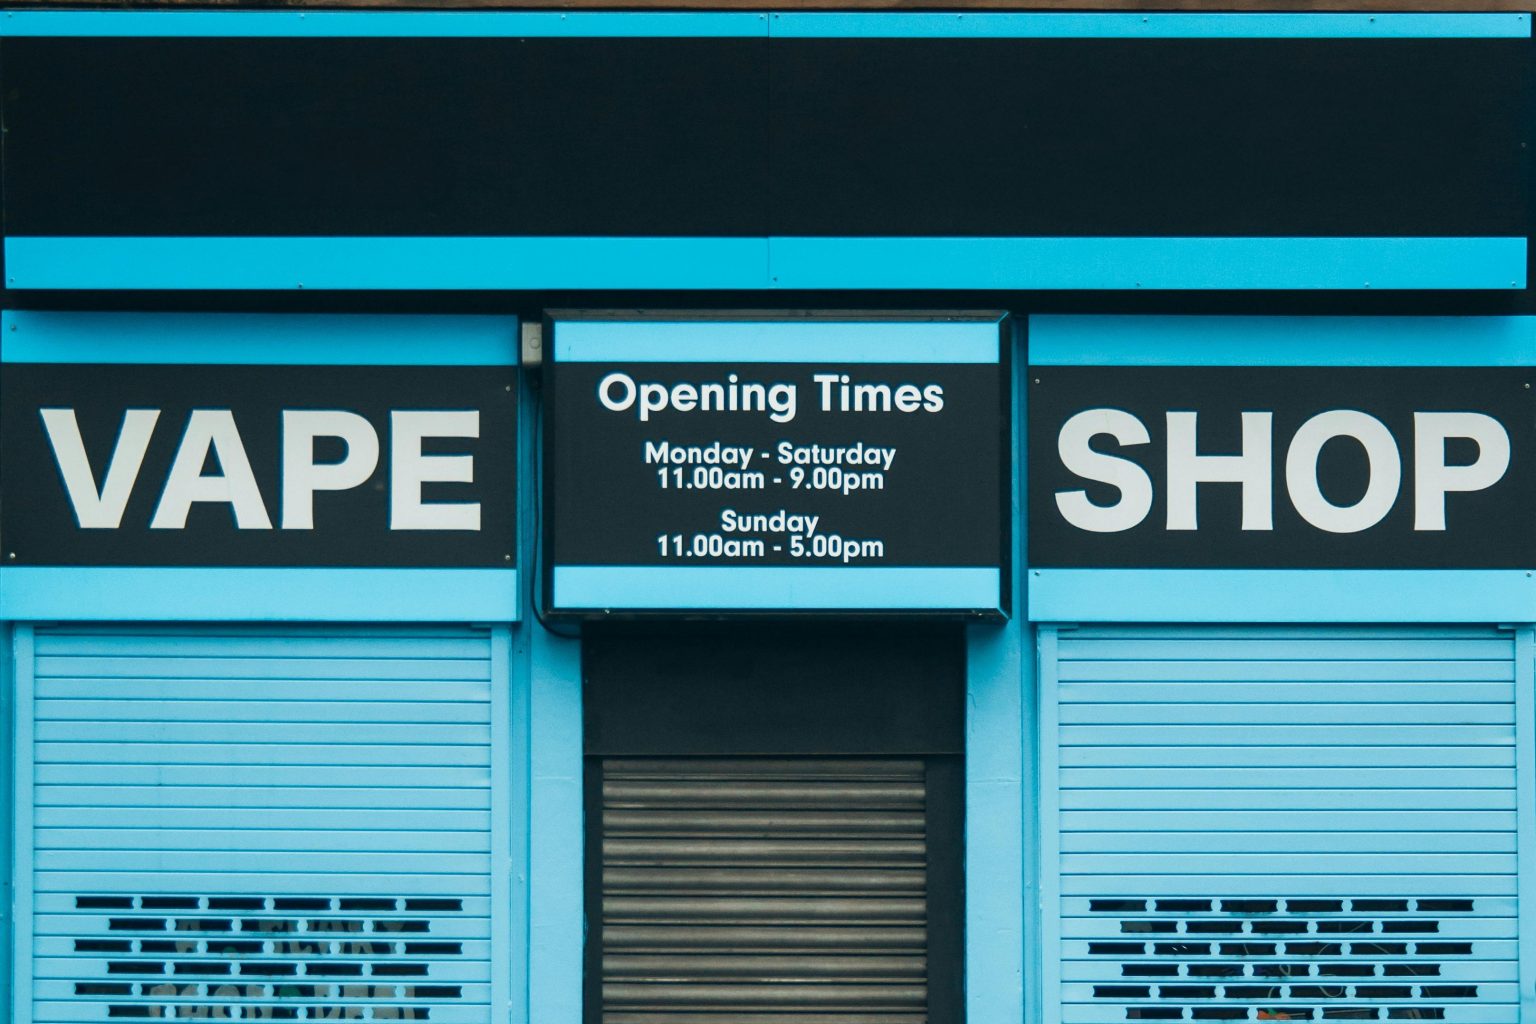 VAPE
Opening Times
Monday - Saturday
11.00am - 9.00pm
Sunday
11.00am - 5.00pm
SHOP